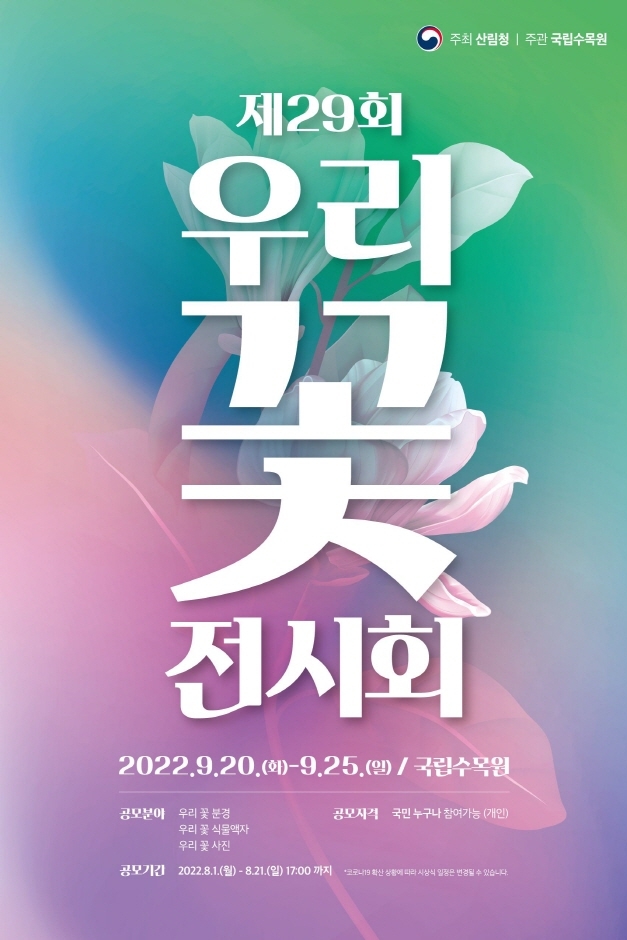 주최 산림청 | 주관 국립수목원
제29회
우리
꽃
전시회
2022.9.20.(화)-9.25.(일) / 국립수목원
공모분야 우리 꽃 분경 공모자격 국민 누구나 참여가능 (개인)
우리 꽃 식물액자
우리 꽃 사진
공모기간 2022.8.1.(월) - 8.21.(일) 17:00 까지 *코로나19 확산 상황에 따라 시상식 일정은 변경될 수 있습니다.